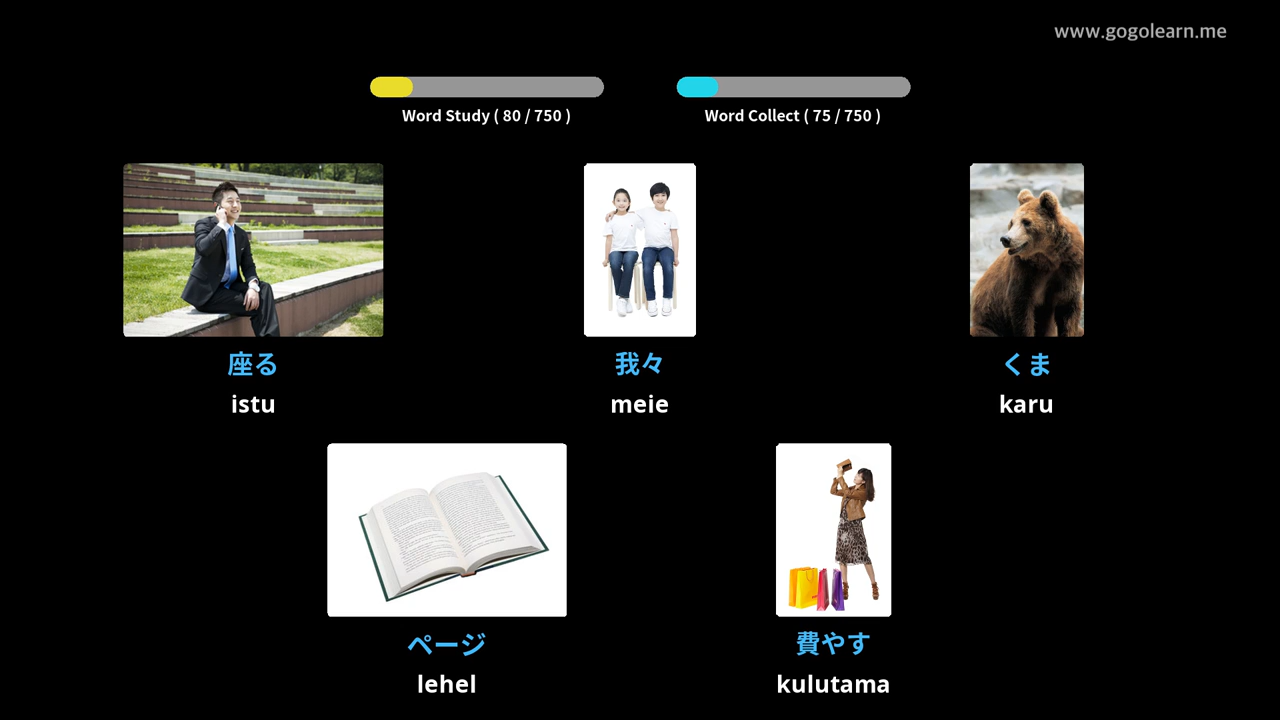 www.gogolearn.me
Word Study ( 80 / 750 )
Word Collect ( 75 / 750 )
座る
istu
我々
meie
くま
karu
ページ
lehel
費やす
kulutama